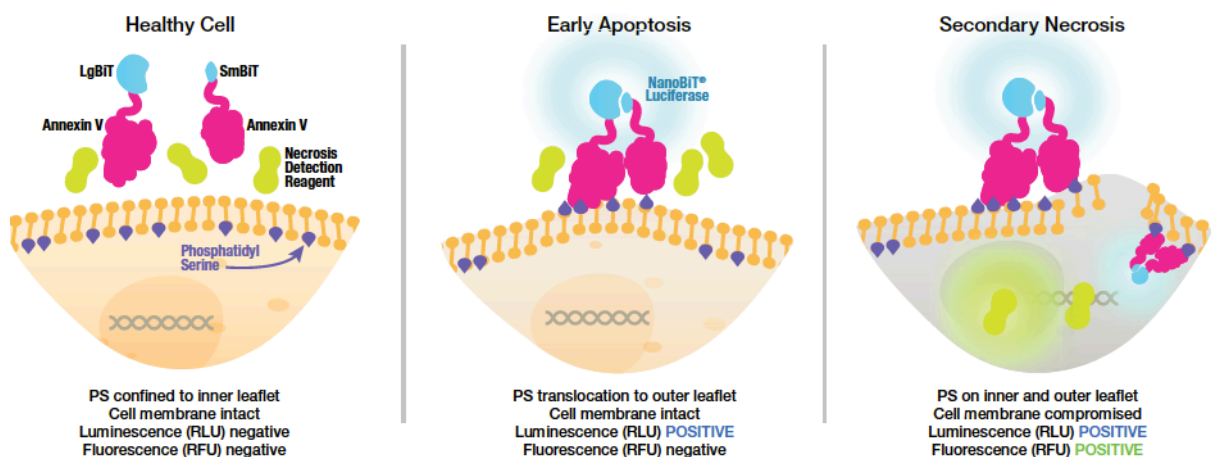 Healthy Cell
LgBiT
SmBiT
Annexin V
Annexin V
Necrosis
Detection
Reagent
Phosphatidyl
Serine
PS confined to inner leaflet
Cell membrane intact
Luminescence (RLU) negative
Fluorescence (RFU) negative
Early Apoptosis
NanoBiT®
Luciferase
PS translocation to outer leaflet
Cell membrane intact
Luminescence (RLU) POSITIVE
Fluorescence (RFU) negative
Secondary Necrosis
PS on inner and outer leaflet
Cell membrane compromised
Luminescence (RLU) POSITIVE
Fluorescence (RFU) POSITIVE